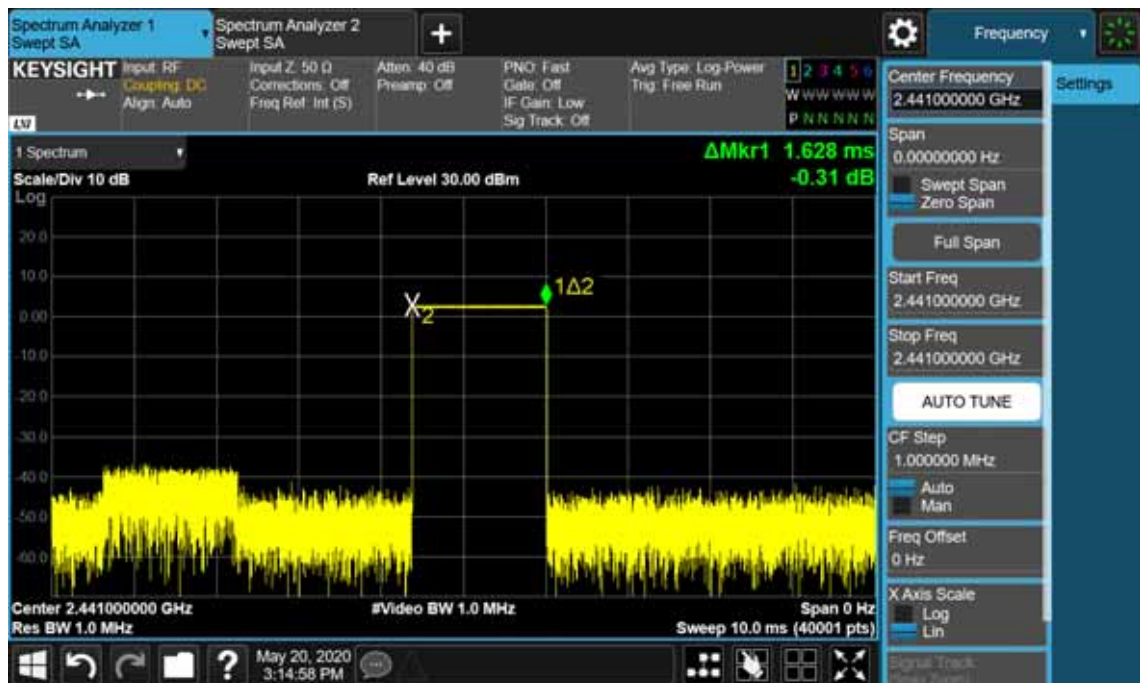 Spectrum Analyzer 1
Swept SA
Spectrum Analyzer 2
Swept SA
Frequency
KEYSIGHT
Input: RF
Coupling: DC
Align: Auto
Input Z: 50 Ω
Corrections: Off
Freq Ref: Int (S)
Atten: 40 dB
Preamp: Off
PNO: Fast
Gate: Off
IF Gain: Low
Sig Track: Off
Avg Type: Log-Power
Trig: Free Run
1 2 3 4 5 6
W W W W W W
P N N N N N
LXI
1 Spectrum
ΔMkr1 1.628 ms
-0.31 dB
Scale/Div 10 dB
Ref Level 30.00 dBm
Log
20.0
10.0
0.00
-10.0
-20.0
-30.0
-40.0
-50.0
-60.0
X2
1Δ2
Center 2.441000000 GHz
#Video BW 1.0 MHz
Span 0 Hz
Res BW 1.0 MHz
Sweep 10.0 ms (40001 pts)
?
May 20, 2020
3:14:58 PM
Center Frequency
2.441000000 GHz
Settings
Span
0.00000000 Hz
Swept Span
Zero Span
Full Span
Start Freq
2.441000000 GHz
Stop Freq
2.441000000 GHz
AUTO TUNE
CF Step
1.000000 MHz
Auto
Man
Freq Offset
0 Hz
X Axis Scale
Log
Lin
Signal Track